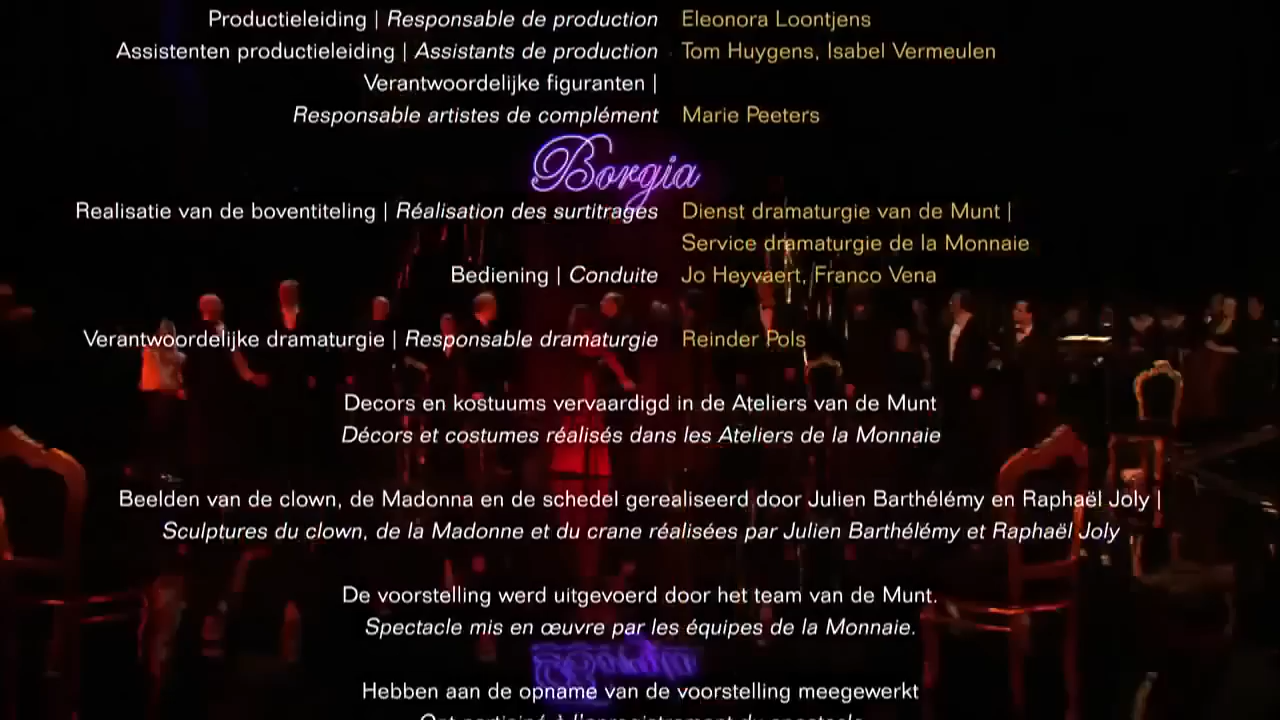 Productieleiding | Responsable de production Eleonora Loontjens
Assistenten productieleiding | Assistants de production Tom Huygens, Isabel Vermeulen
Verantwoordelijke figuranten |
Responsable artistes de complément Marie Peeters
Borgia
Realisatie van de boventiteling | Réalisation des surtitrages Dienst dramaturgie van de Munt |
Service dramaturgie de la Monnaie
Bediening | Conduite Jo Heyvaert, Franco Vena
Verantwoordelijke dramaturgie | Responsable dramaturgie Reinder Pols
Decors en kostuums vervaardigd in de Ateliers van de Munt
Décors et costumes réalisés dans les Ateliers de la Monnaie
Beelden van de clown, de Madonna en de schedel gerealiseerd door Julien Barthélémy en Raphaël Joly |
Sculptures du clown, de la Madonne et du crane réalisées par Julien Barthélémy et Raphaël Joly
De voorstelling werd uitgevoerd door het team van de Munt.
Spectacle mis en œuvre par les équipes de la Monnaie.
Hebben aan de opname van de voorstelling meegewerkt
Ont participé à l'enregistrement du spectacle